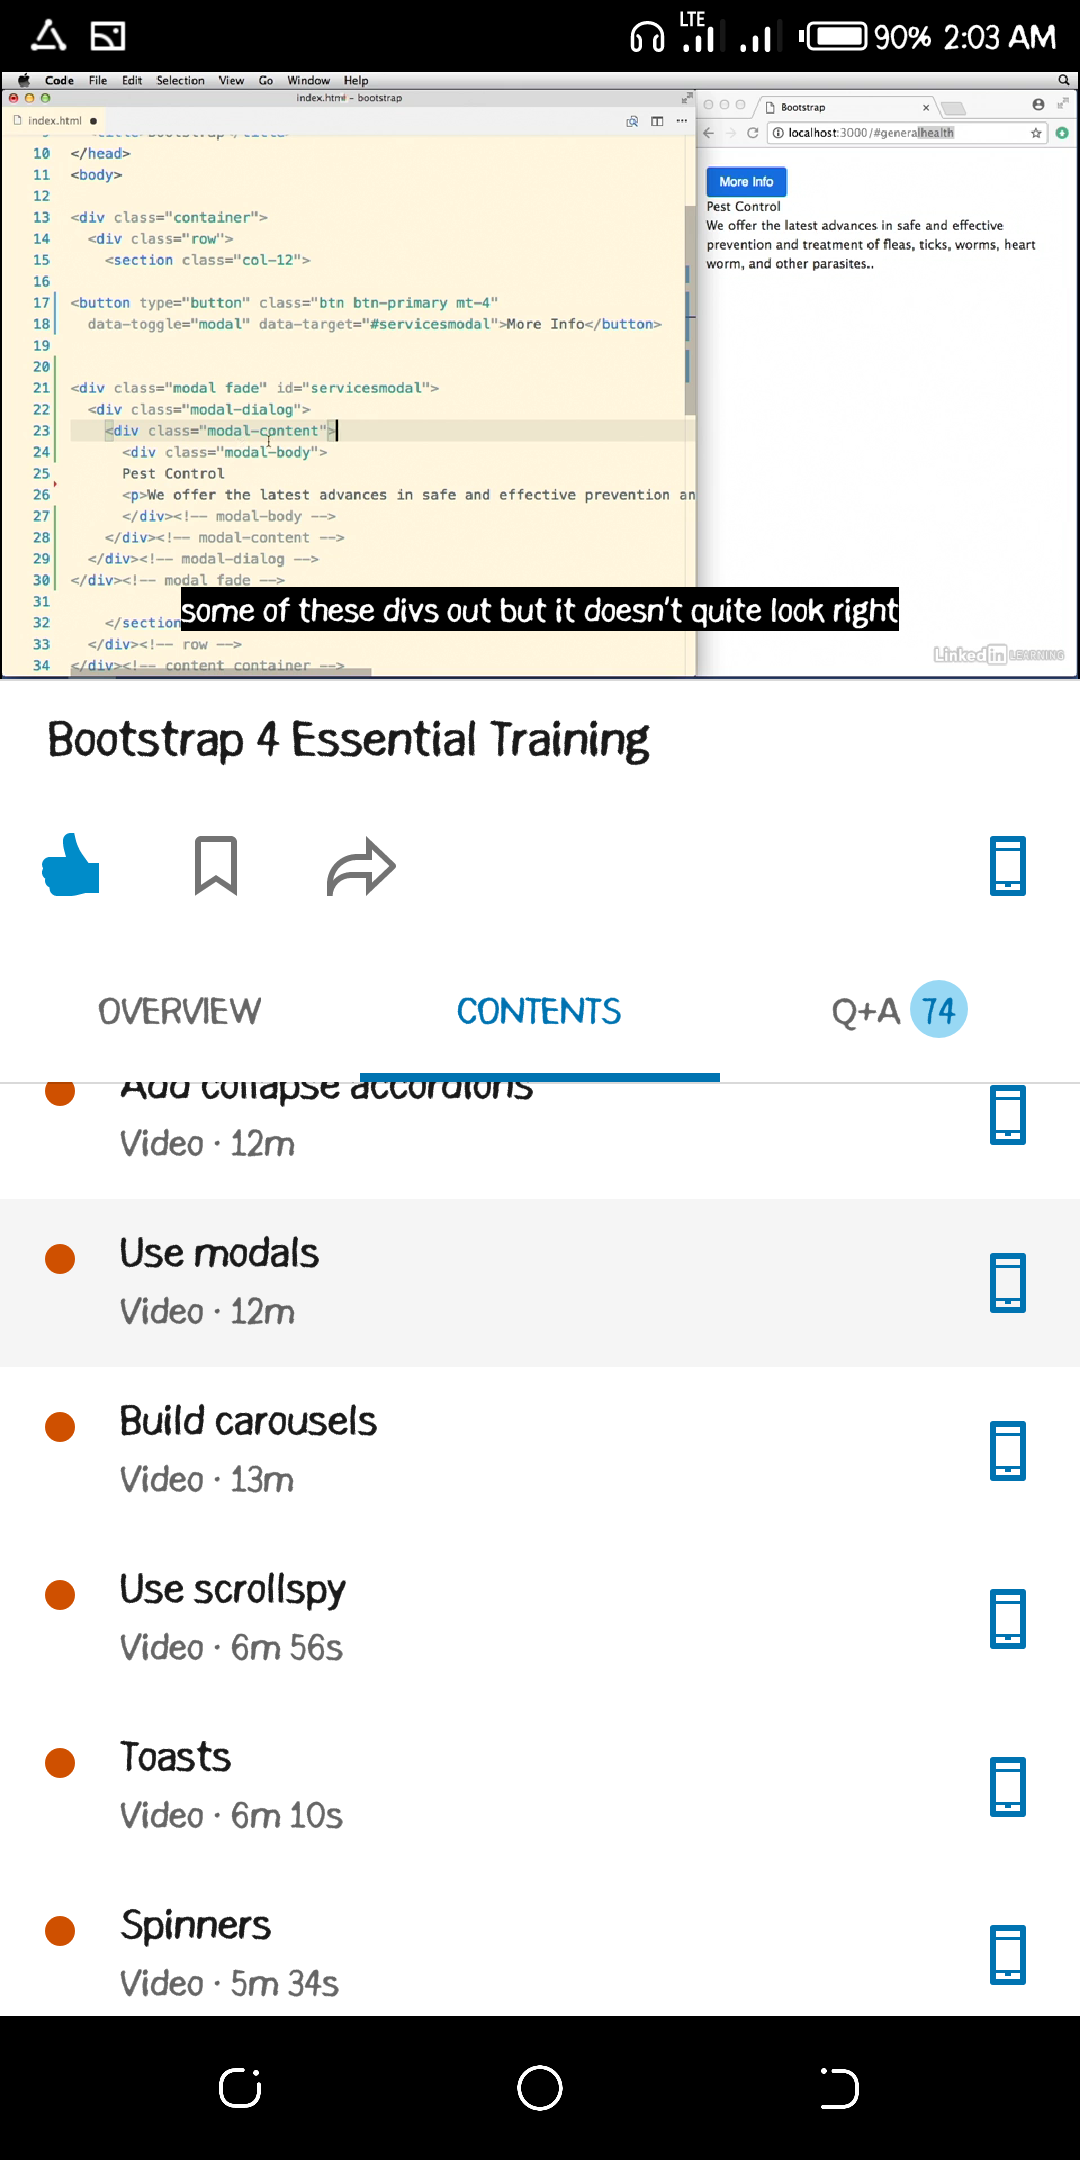 LTE
90% 2:03 AM
Code File Edit Selection View Go Window Help
index.html - bootstrap
index.html
Bootstrap
localhost:3000/#generalhealth
10 </head>
11 <body>
12
13 <div class="container">
14 <div class="row">
15 <section class="col-12">
16
17 <button type="button" class="btn btn-primary mt-4"
18 data-toggle="modal" data-target="#servicesmodal">More Info</button>
19
20
21 <div class="modal fade" id="servicesmodal">
22 <div class="modal-dialog">
23 <div class="modal-content">
24 <div class="modal-body">
25 Pest Control
26 <p>We offer the latest advances in safe and effective prevention an
27 </div><!-- modal-body -->
28 </div><!-- modal-content -->
29 </div><!-- modal-dialog -->
30 </div><!-- modal fade -->
31
32 </section
33 </div><!-- row -->
34 </div><!-- content container -->
More Info
Pest Control
We offer the latest advances in safe and effective
prevention and treatment of fleas, ticks, worms, heart
worm, and other parasites..
some of these divs out but it doesn't quite look right
Linked in LEARNING
Bootstrap 4 Essential Training
OVERVIEW CONTENTS Q+A 74
Add collapse accordions
Video · 12m
Use modals
Video · 12m
Build carousels
Video · 13m
Use scrollspy
Video · 6m 56s
Toasts
Video · 6m 10s
Spinners
Video · 5m 34s